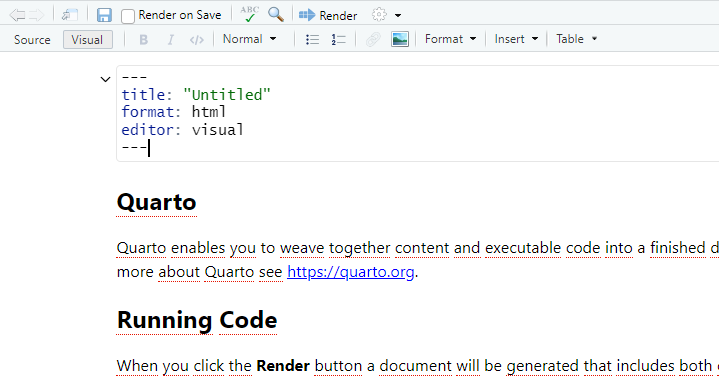 Render on Save ABC Render
Source Visual B I </> Normal Format Insert Table
---
title: "Untitled"
format: html
editor: visual
---
Quarto
Quarto enables you to weave together content and executable code into a finished d
more about Quarto see https://quarto.org.
Running Code
When you click the Render button a document will be generated that includes both